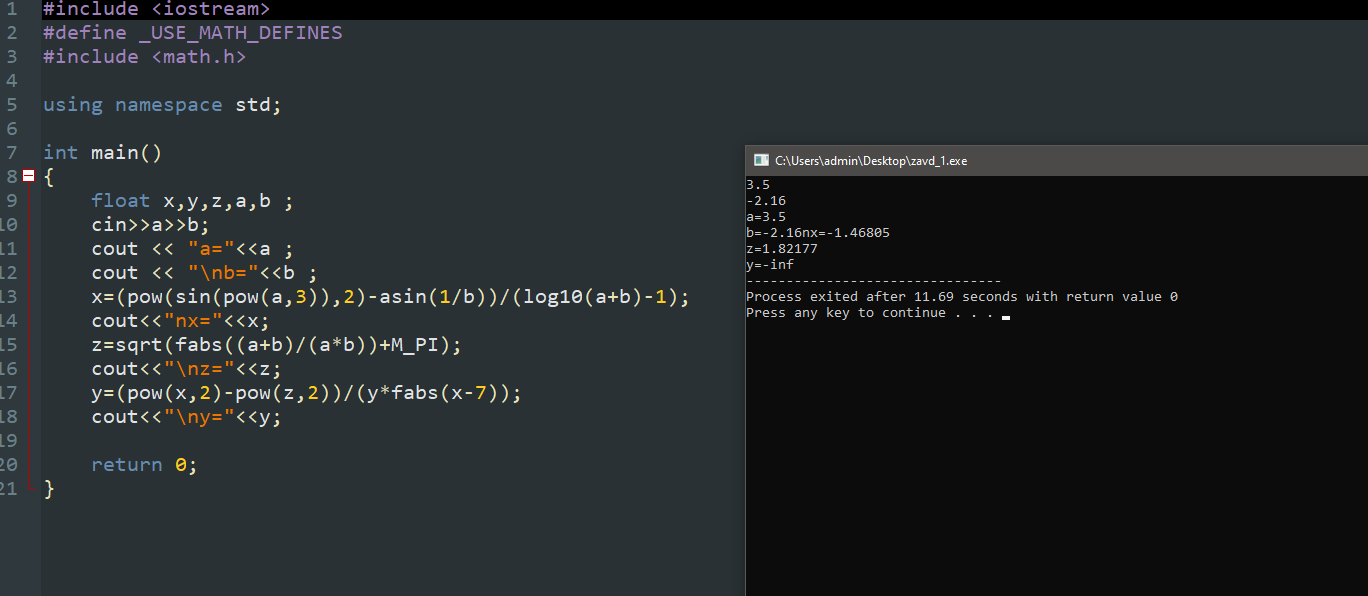 1 #include <iostream>
2 #define _USE_MATH_DEFINES
3 #include <math.h>
4
5 using namespace std;
6
7 int main()
8 {
9 float x,y,z,a,b ;
10 cin>>a>>b;
11 cout << "a="<<a ;
12 cout << "\nb="<<b ;
13 x=(pow(sin(pow(a,3)),2)-asin(1/b))/(log10(a+b)-1);
14 cout<<"nx="<<x;
15 z=sqrt(fabs((a+b)/(a*b))+M_PI);
16 cout<<"\nz="<<z;
17 y=(pow(x,2)-pow(z,2))/(y*fabs(x-7));
18 cout<<"\ny="<<y;
19
20 return 0;
21 }
C:\Users\admin\Desktop\zavd_1.exe
3.5
-2.16
a=3.5
b=-2.16nx=-1.46805
z=1.82177
y=-inf
--------------------------------
Process exited after 11.69 seconds with return value 0
Press any key to continue . . .